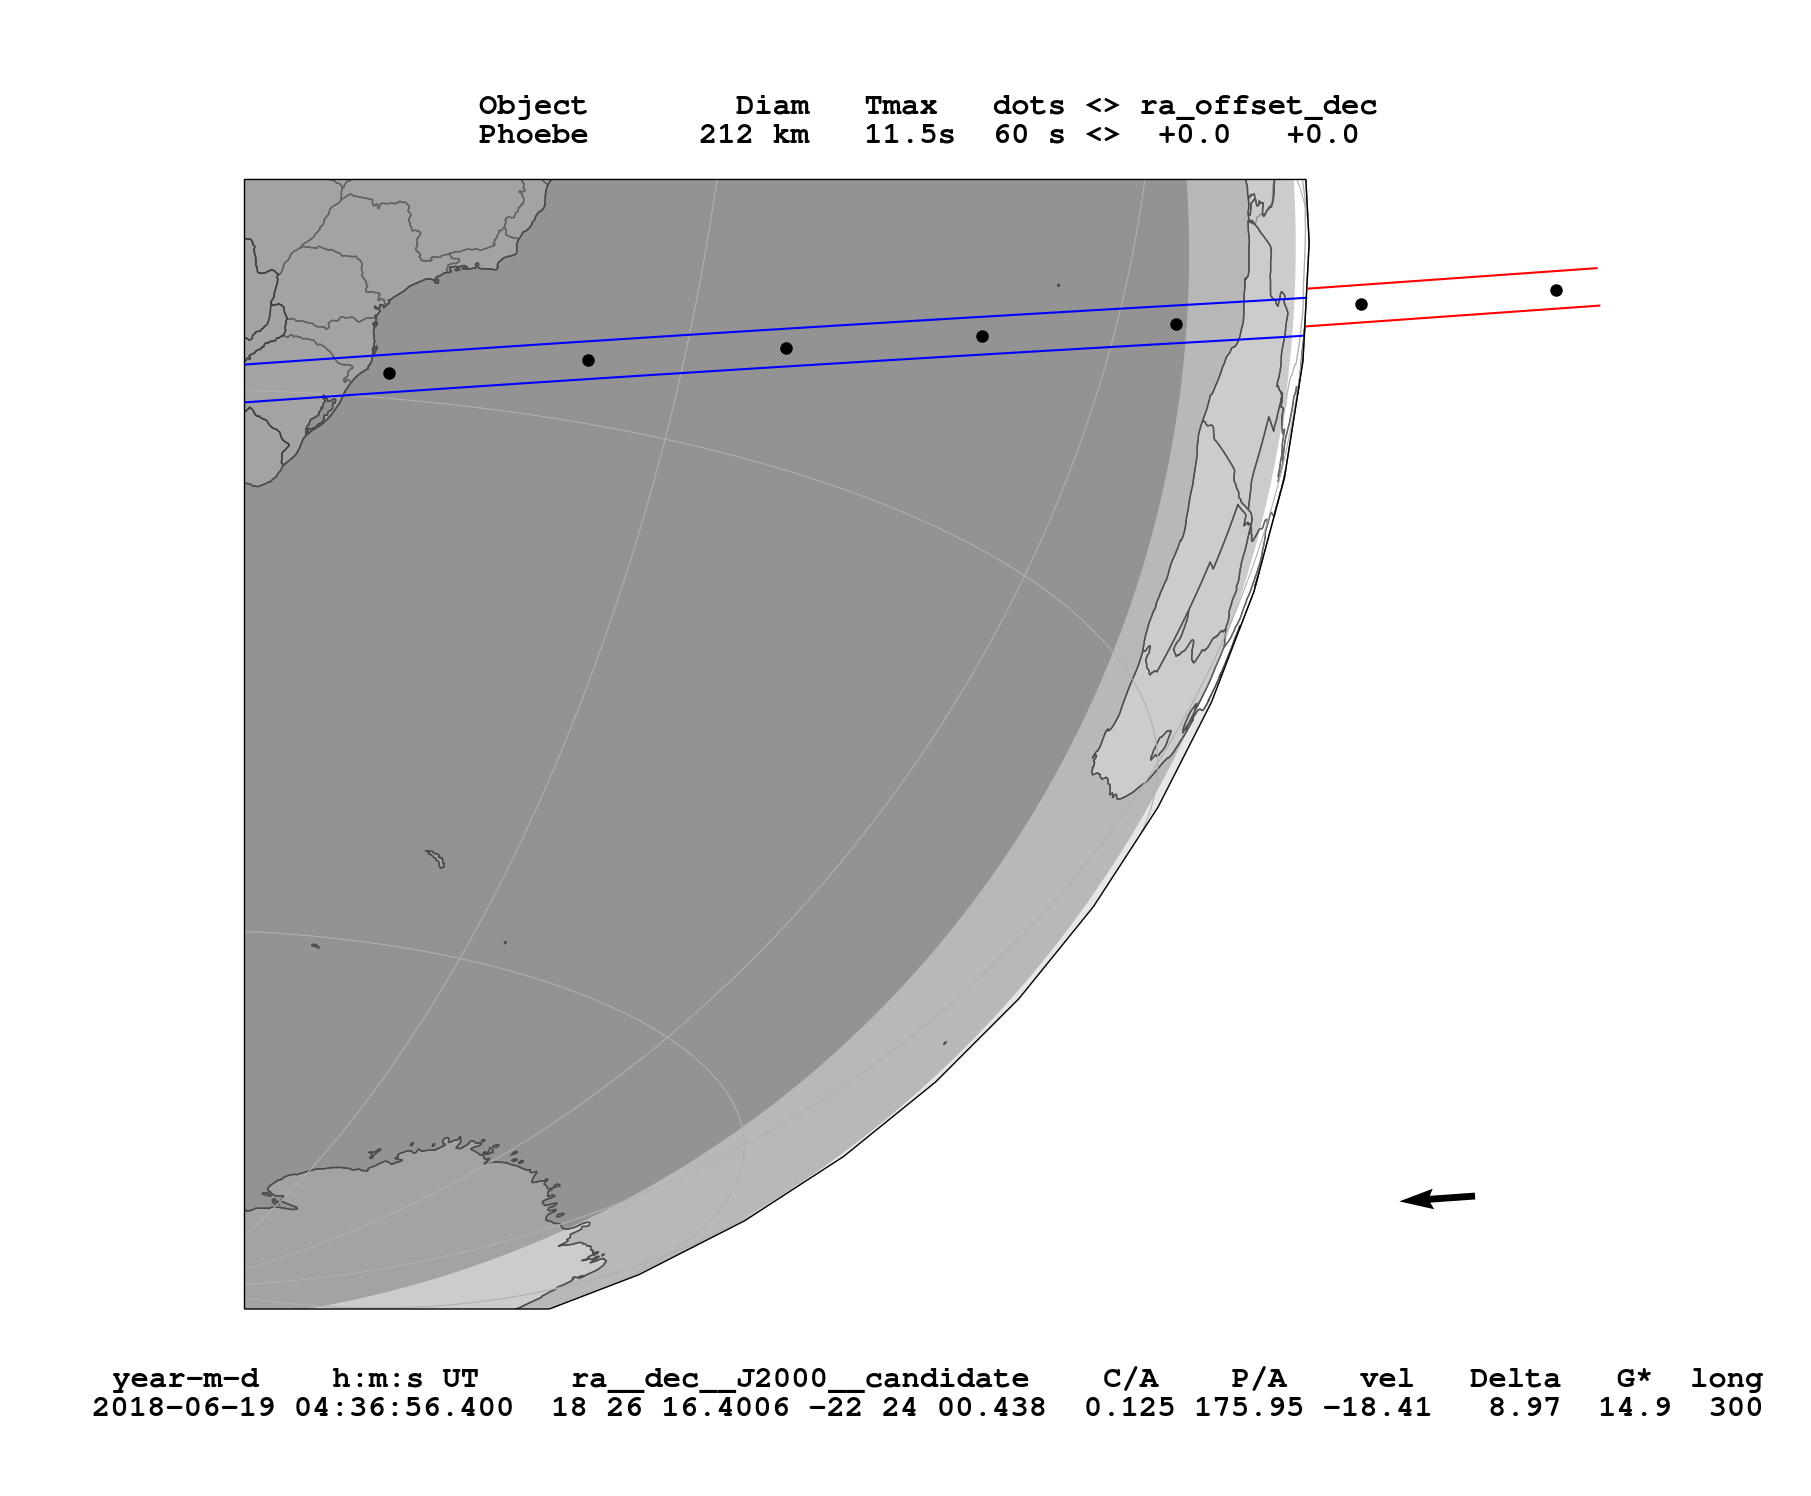 Object Diam Tmax dots <> ra_offset_dec
Phoebe 212 km 11.5s 60 s <> +0.0 +0.0
year-m-d h:m:s UT ra__dec__J2000__candidate C/A P/A vel Delta G* long
2018-06-19 04:36:56.400 18 26 16.4006 -22 24 00.438 0.125 175.95 -18.41 8.97 14.9 300